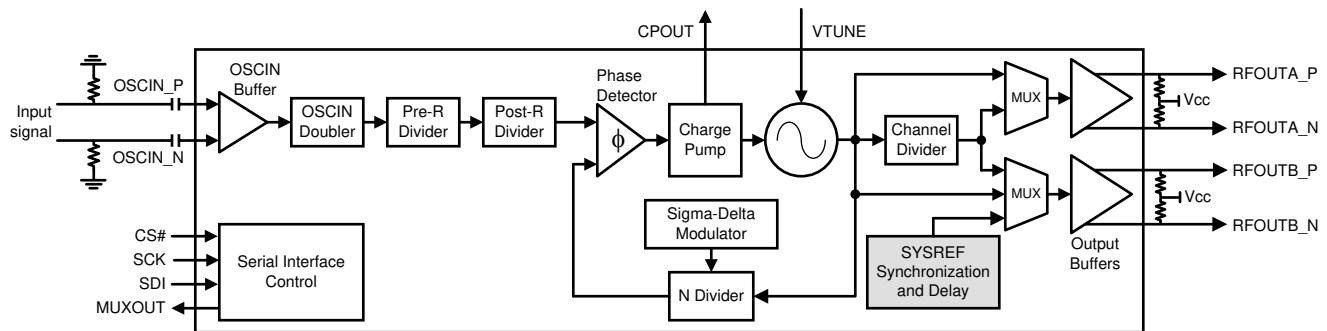 CPOUT
VTUNE
OSCIN_P
OSCIN
Buffer
Input
signal
OSCIN_N
OSCIN
Doubler
Pre-R
Divider
Post-R
Divider
Phase
Detector
ϕ
Charge
Pump
Channel
Divider
MUX
MUX
RFOUTA_P
Vcc
RFOUTA_N
RFOUTB_P
Vcc
RFOUTB_N
Output
Buffers
Sigma-Delta
Modulator
N Divider
SYSREF
Synchronization
and Delay
CS#
SCK
SDI
MUXOUT
Serial Interface
Control